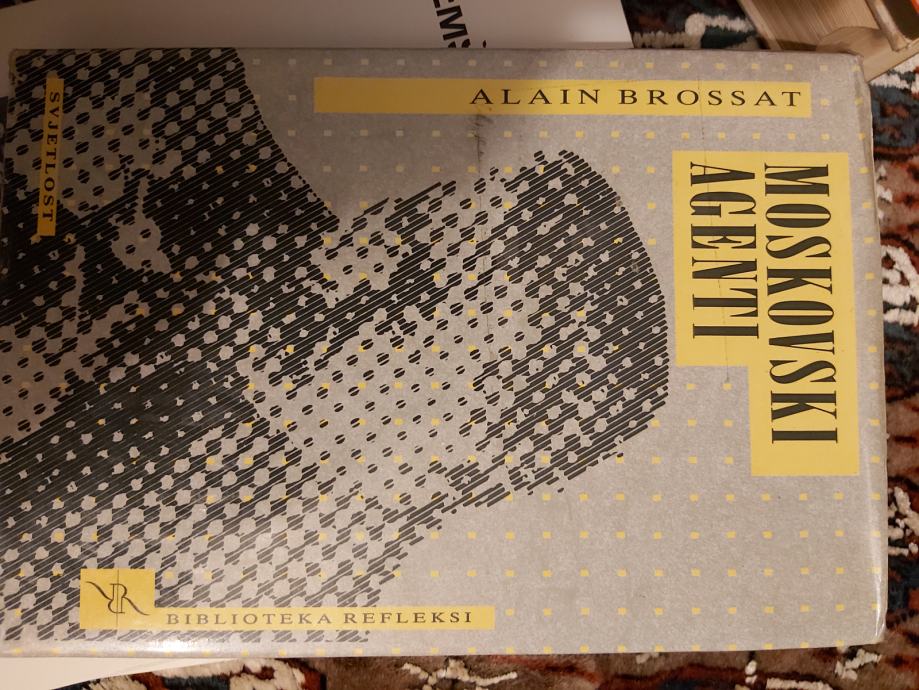 ALAIN BROSSAT
MOSKOVSKI
AGENTI
SVJETLOST
BIBLIOTEKA REFLEKSI